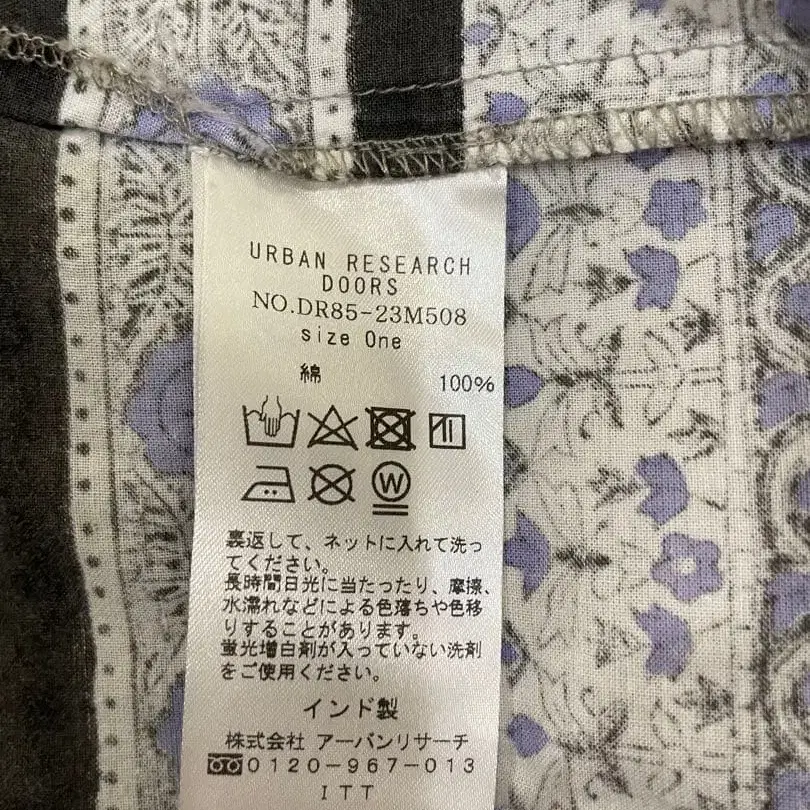 URBAN RESEARCH
DOORS
NO.DR85-23M508
size One
綿 100%
W
裏返して、ネットに入れて洗っ
てください。
長時間日光に当たったり、摩擦、
水濡れなどによる色落ちや色移
りすることがあります。
蛍光増白剤が入っていない洗剤
をご使用ください。
インド製
株式会社 アーバンリサーチ
0120-967-013
ITT